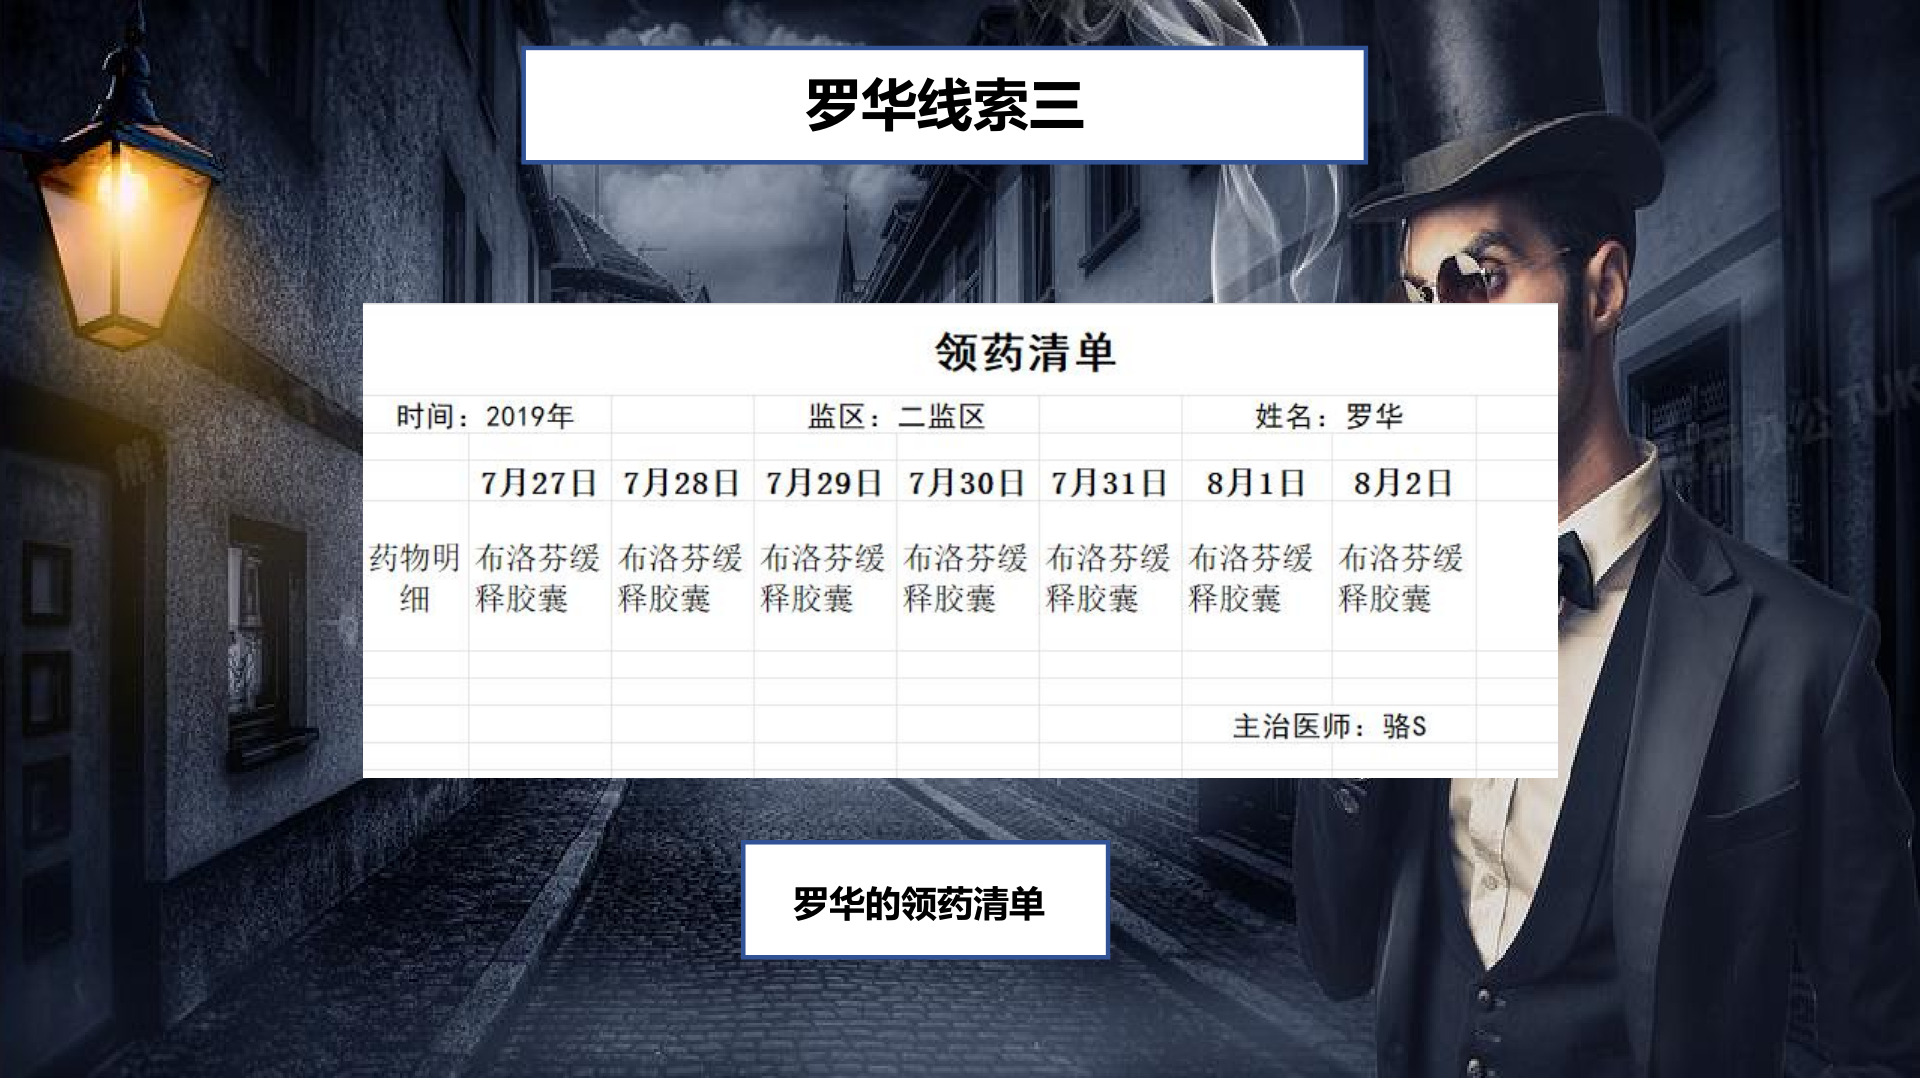 罗华线索三
领药清单
时间：2019年 监区：二监区 姓名：罗华
7月27日 7月28日 7月29日 7月30日 7月31日 8月1日 8月2日
药物明细 布洛芬缓释胶囊 布洛芬缓释胶囊 布洛芬缓释胶囊 布洛芬缓释胶囊 布洛芬缓释胶囊 布洛芬缓释胶囊 布洛芬缓释胶囊
主治医师：骆S
罗华的领药清单